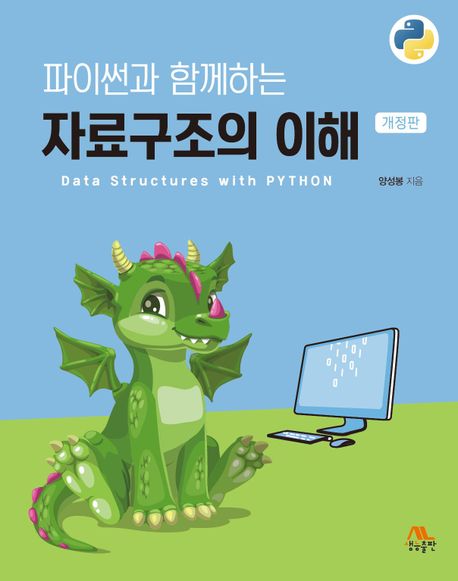 파이썬과 함께하는
자료구조의 이해 개정판
Data Structures with PYTHON
양성봉 지음
생능출판